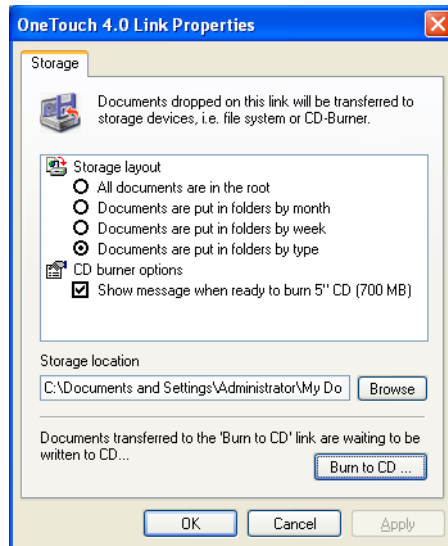 OneTouch 4.0 Link Properties
Storage
Documents dropped on this link will be transferred to
storage devices, i.e. file system or CD-Burner.
Storage layout
All documents are in the root
Documents are put in folders by month
Documents are put in folders by week
Documents are put in folders by type
CD burner options
Show message when ready to burn 5" CD (700 MB)
Storage location
C:\Documents and Settings\Administrator\My Do
Browse
Documents transferred to the 'Burn to CD' link are waiting to be
written to CD...
Burn to CD ...
OK
Cancel
Apply